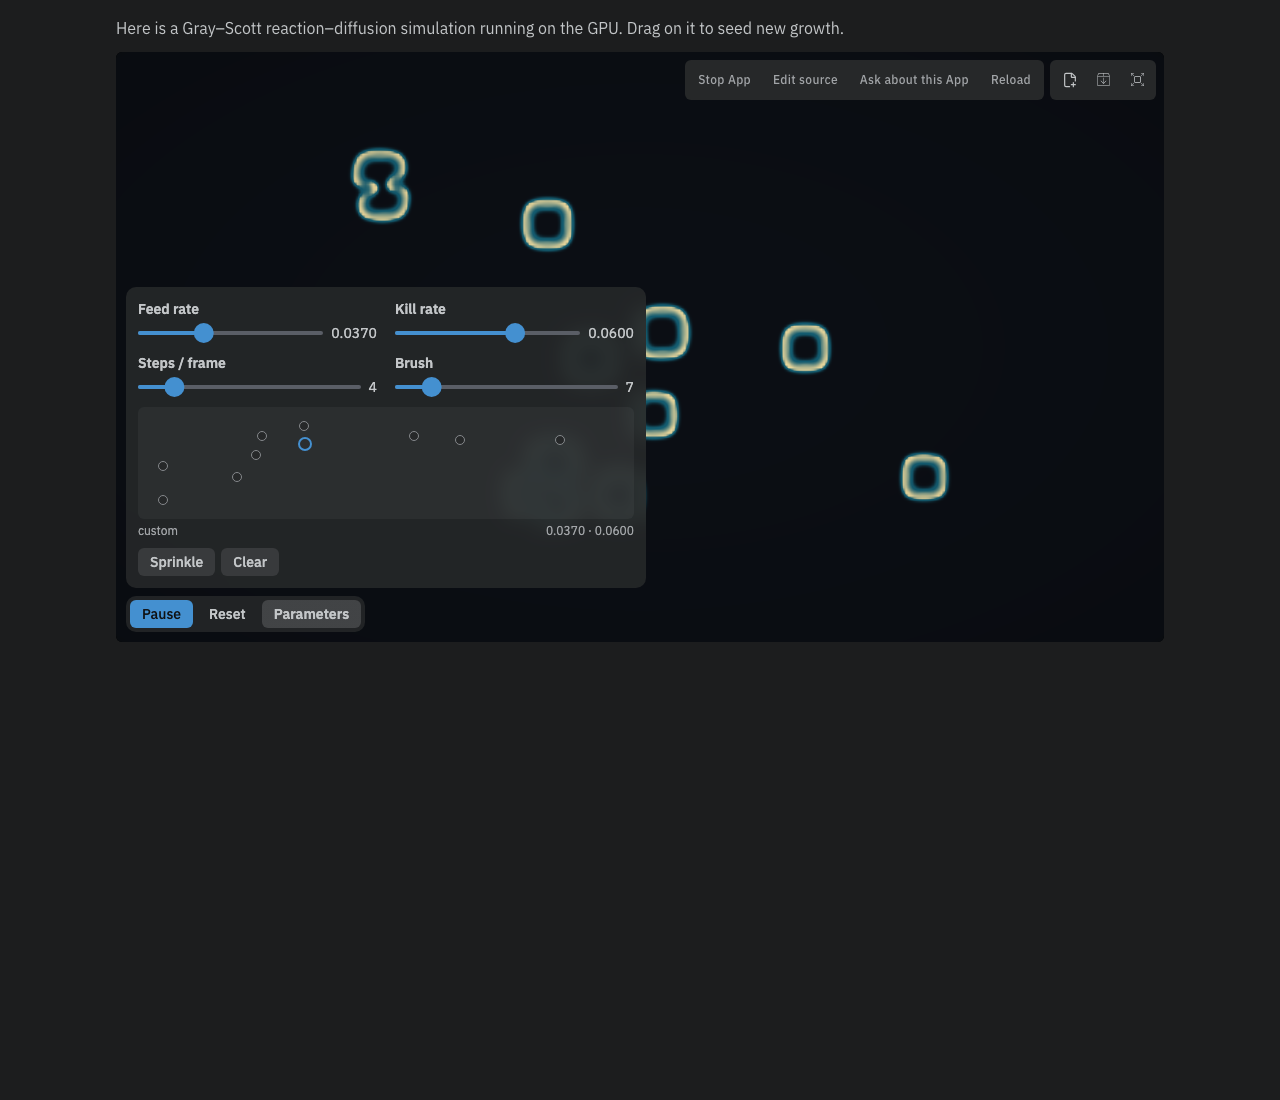 Here is a Gray–Scott reaction–diffusion simulation running on the GPU. Drag on it to seed new growth.
Stop App Edit source Ask about this App Reload
Feed rate Kill rate
0.0370 0.0600
Steps / frame Brush
4 7
custom 0.0370 · 0.0600
Sprinkle Clear
Pause Reset Parameters